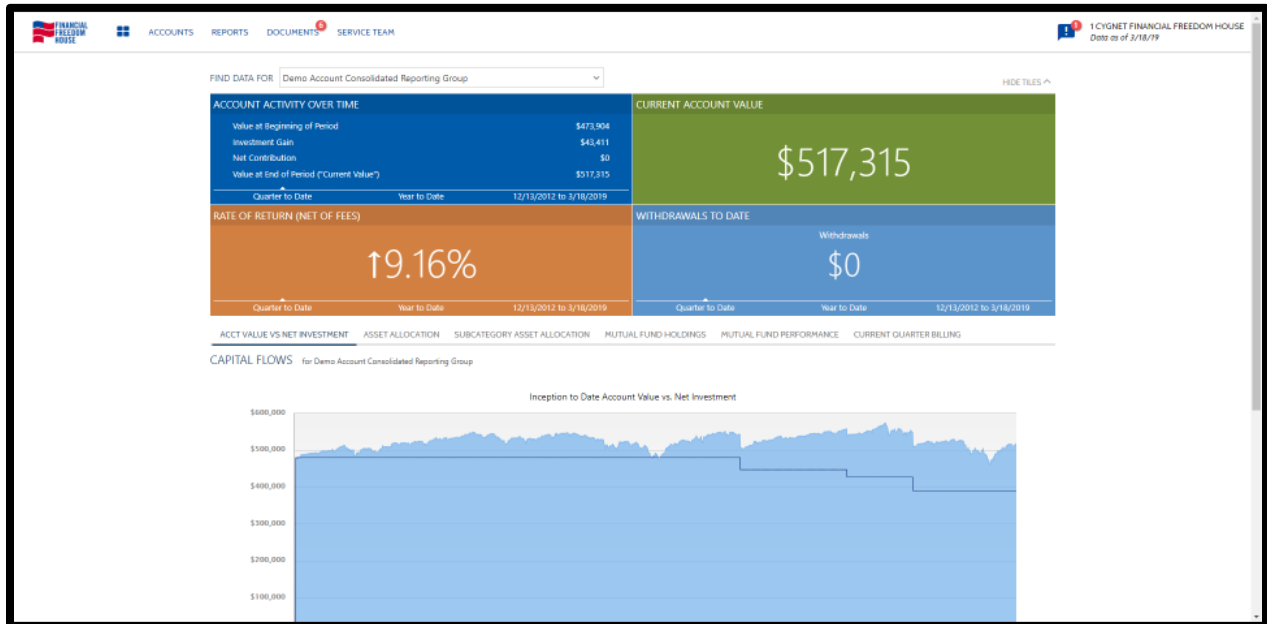 FINANCIAL
FREEDOM
HOUSE
ACCOUNTS REPORTS DOCUMENTS 6 SERVICE TEAM
! 1 1 CYGNET FINANCIAL FREEDOM HOUSE
Data as of 3/18/19
FIND DATA FOR Demo Account Consolidated Reporting Group
HIDE TILES
ACCOUNT ACTIVITY OVER TIME
Value at Beginning of Period $473,904
Investment Gain $43,411
Net Contribution $0
Value at End of Period ("Current Value") $517,315
Quarter to Date Year to Date 12/13/2012 to 3/18/2019
CURRENT ACCOUNT VALUE
$517,315
RATE OF RETURN (NET OF FEES)
↑9.16%
Quarter to Date Year to Date 12/13/2012 to 3/18/2019
WITHDRAWALS TO DATE
Withdrawals
$0
Quarter to Date Year to Date 12/13/2012 to 3/18/2019
ACCT VALUE VS NET INVESTMENT ASSET ALLOCATION SUBCATEGORY ASSET ALLOCATION MUTUAL FUND HOLDINGS MUTUAL FUND PERFORMANCE CURRENT QUARTER BILLING
CAPITAL FLOWS for Demo Account Consolidated Reporting Group
Inception to Date Account Value vs. Net Investment
$600,000
$500,000
$400,000
$300,000
$200,000
$100,000